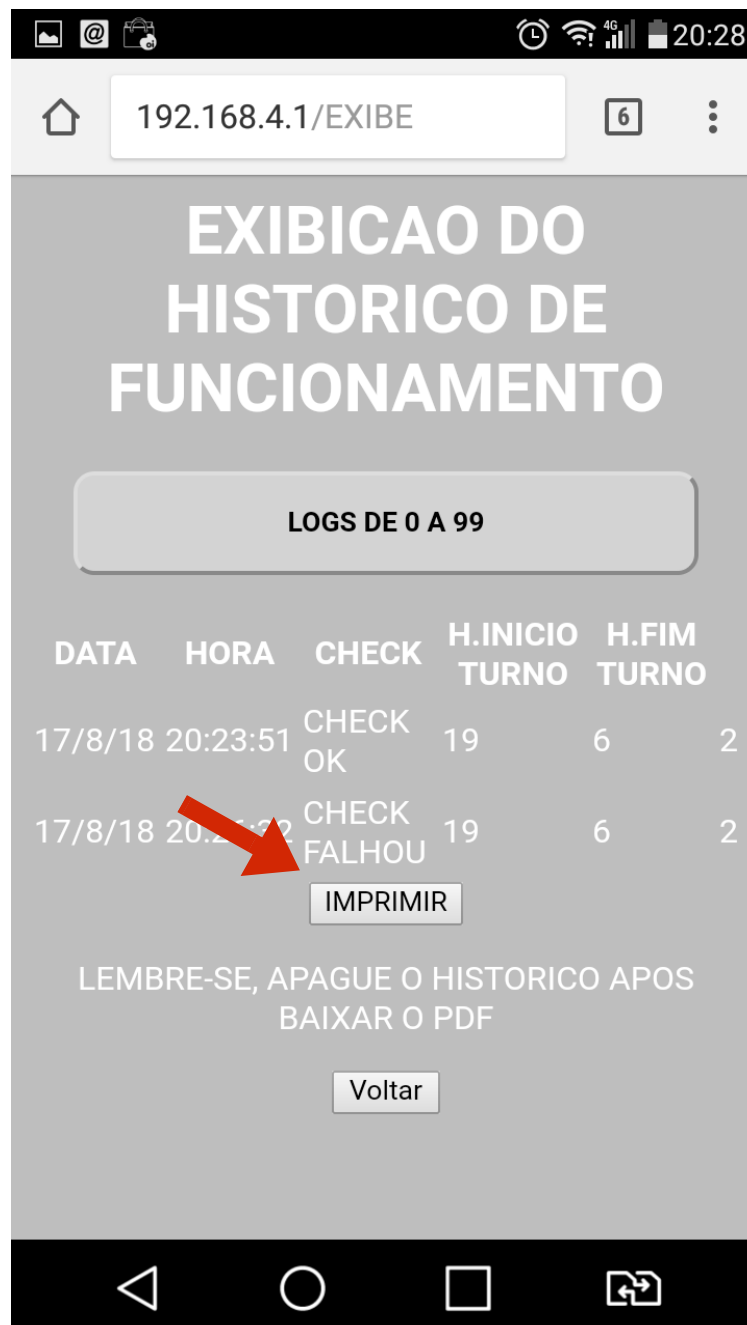 4G 20:28
192.168.4.1/EXIBE 6
EXIBICAO DO
HISTORICO DE
FUNCIONAMENTO
LOGS DE 0 A 99
DATA HORA CHECK H.INICIO TURNO H.FIM TURNO
17/8/18 20:23:51 CHECK OK 19 6 2
17/8/18 CHECK FALHOU 19 6 2
IMPRIMIR
LEMBRE-SE, APAGUE O HISTORICO APOS
BAIXAR O PDF
Voltar